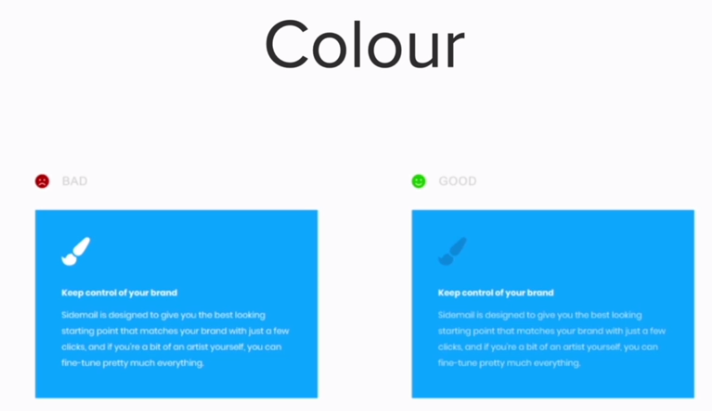 Colour
BAD
GOOD
Keep control of your brand
Sidemail is designed to give you the best looking
starting point that matches your brand with just a few
clicks, and if you're a bit of an artist yourself, you can
fine-tune pretty much everything.
Keep control of your brand
Sidemail is designed to give you the best looking
starting point that matches your brand with just a few
clicks, and if you're a bit of an artist yourself, you can
fine-tune pretty much everything.